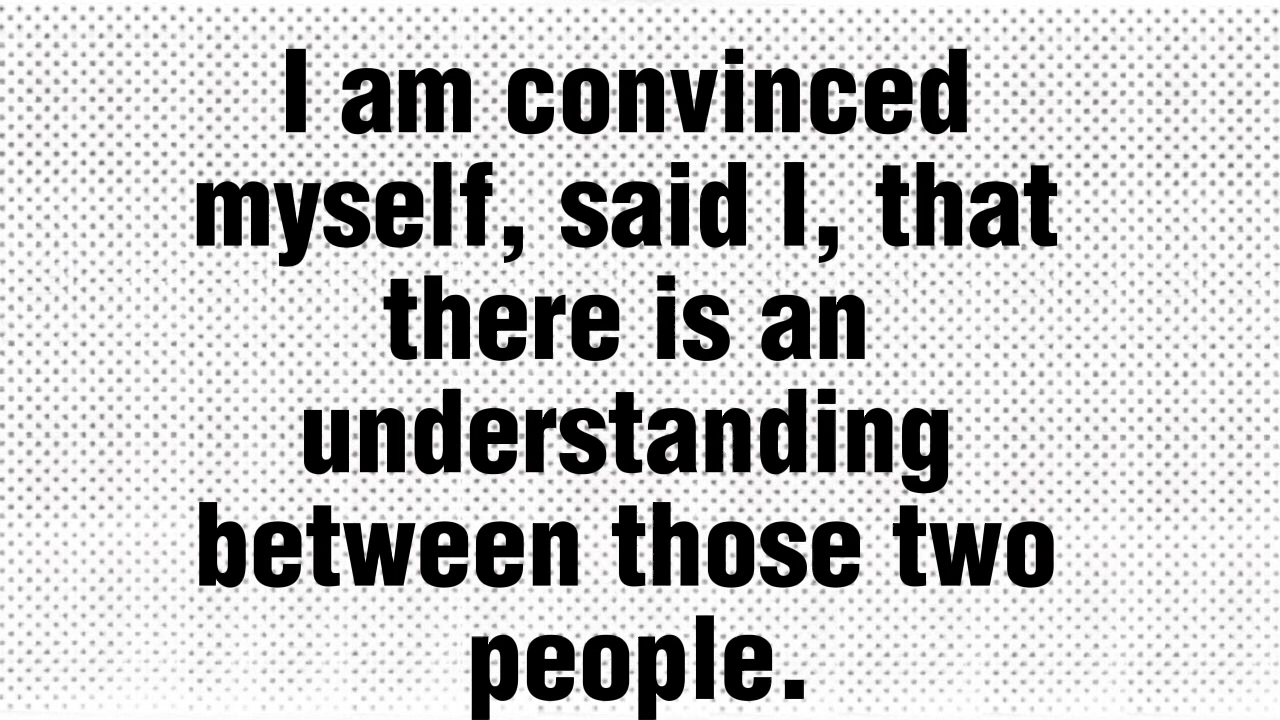 I am convinced
myself, said I, that
there is an
understanding
between those two
people.